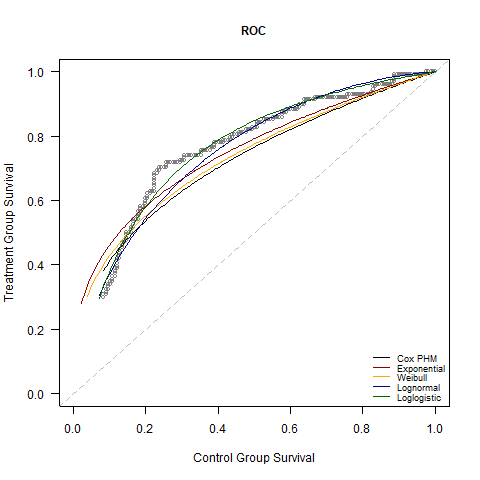 ROC
Treatment Group Survival
1.0
0.8
0.6
0.4
0.2
0.0
Cox PHM
Exponential
Weibull
Lognormal
Loglogistic
0.0 0.2 0.4 0.6 0.8 1.0
Control Group Survival